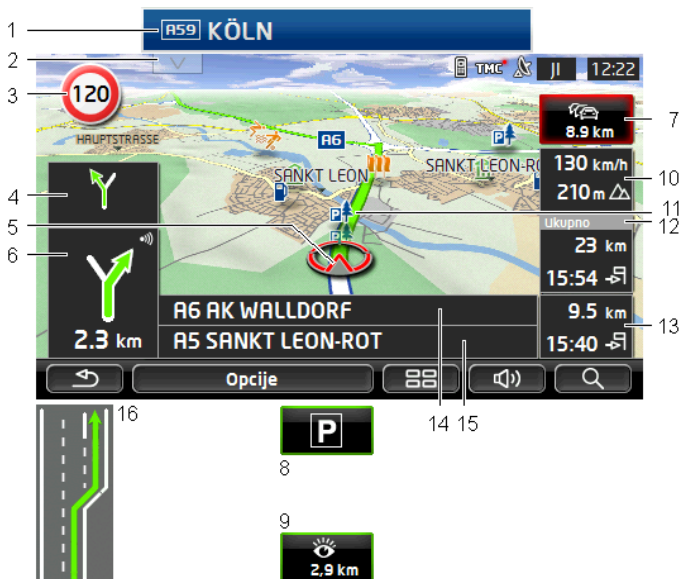 1
A59 KÖLN
2
TMC JI 12:22
3
120
HAUPTSTRASSE
A6
P
8.9 km
7
SANKT LEON
SANKT LEON-RO
130 km/h
210 m
10
4
P
11
P
5
Ukupno
12
6
23 km
15:54
A6 AK WALLDORF
9.5 km
13
2.3 km
A5 SANKT LEON-ROT
15:40
Opcije
16
14
15
P
8
9
2,9 km